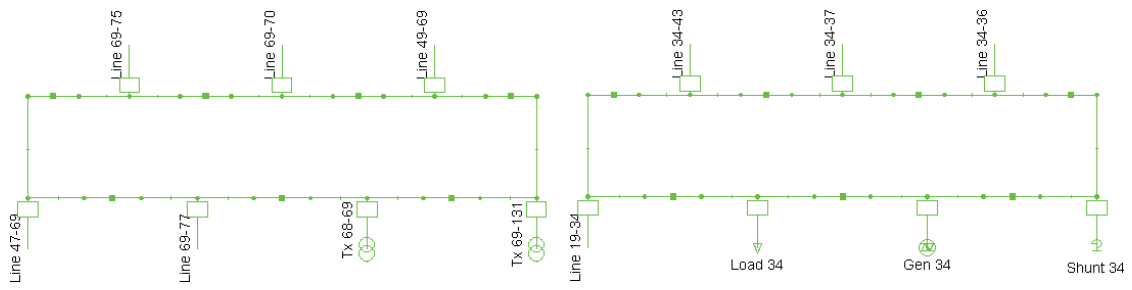 Line 69-75
Line 69-70
Line 49-69
Line 34-43
Line 34-37
Line 34-36
Line 47-69
Line 69-77
Tx 68-69
Tx 69-131
Line 19-34
Load 34
Gen 34
Shunt 34